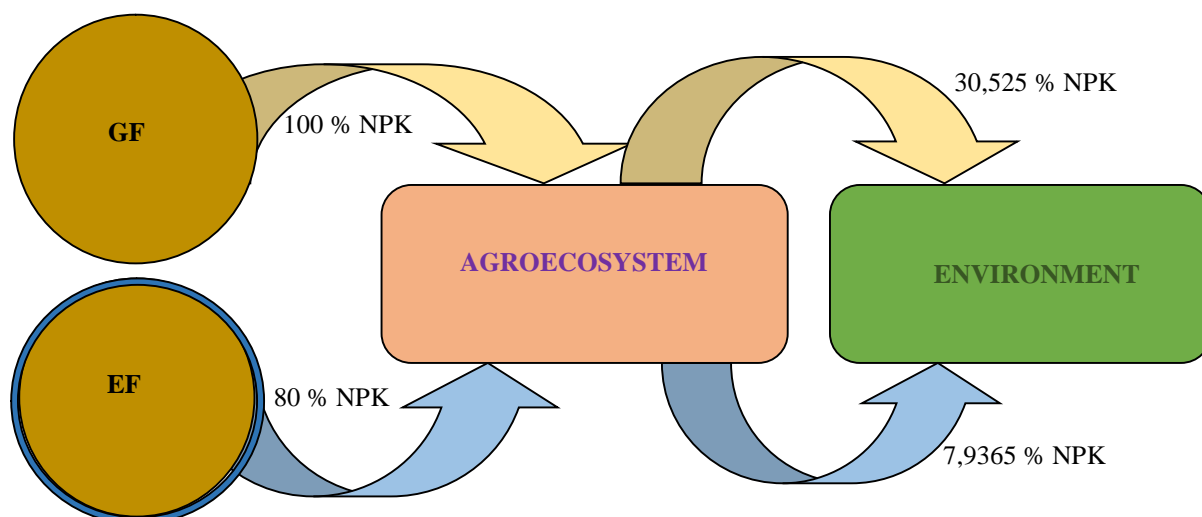 GF
100 % NPK
30,525 % NPK
AGROECOSYSTEM
ENVIRONMENT
EF
80 % NPK
7,9365 % NPK